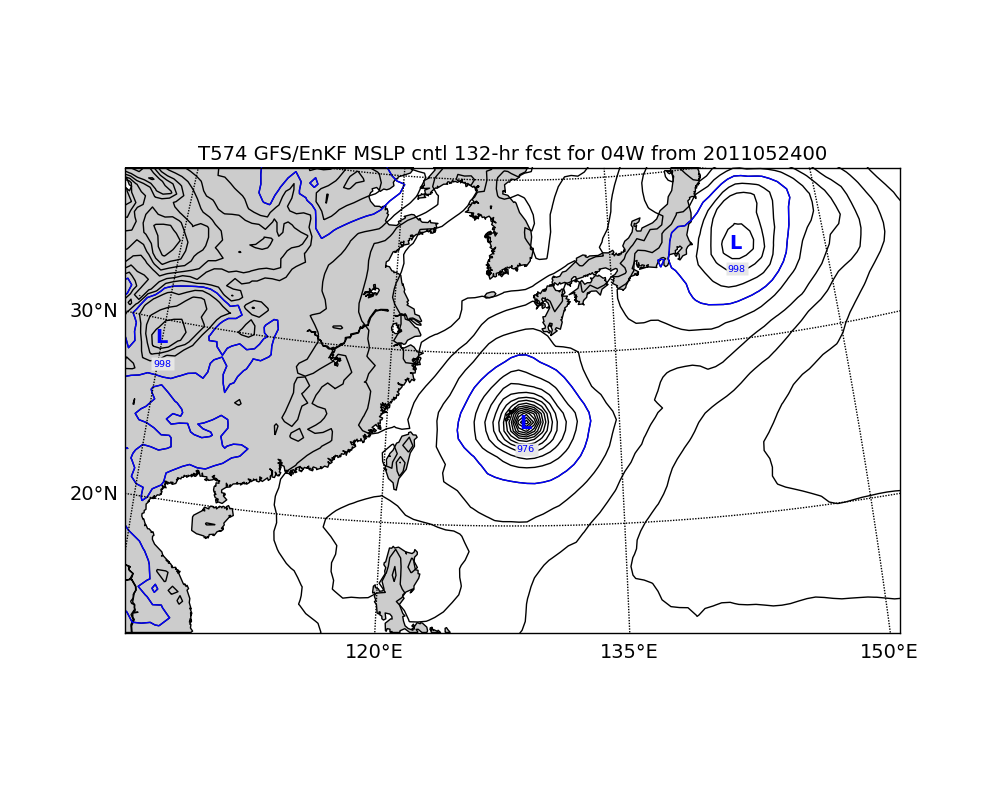 T574 GFS/EnKF MSLP cntl 132-hr fcst for 04W from 2011052400
L
998
30°N
L
998
L
976
20°N
120°E 135°E 150°E